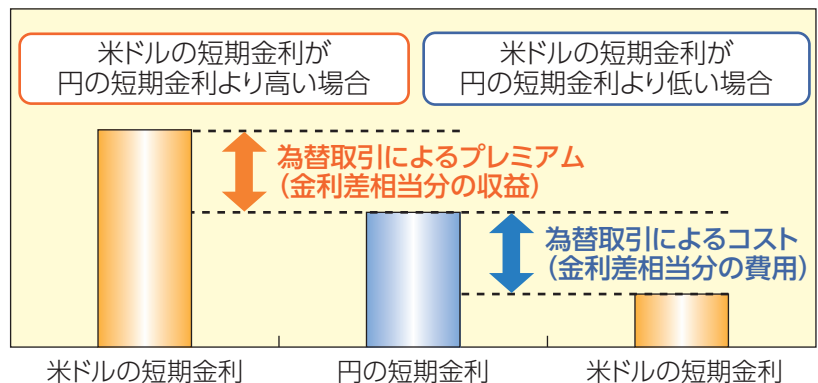 米ドルの短期金利が
円の短期金利より高い場合
米ドルの短期金利が
円の短期金利より低い場合
為替取引によるプレミアム
（金利差相当分の収益）
為替取引によるコスト
（金利差相当分の費用）
米ドルの短期金利
円の短期金利
米ドルの短期金利